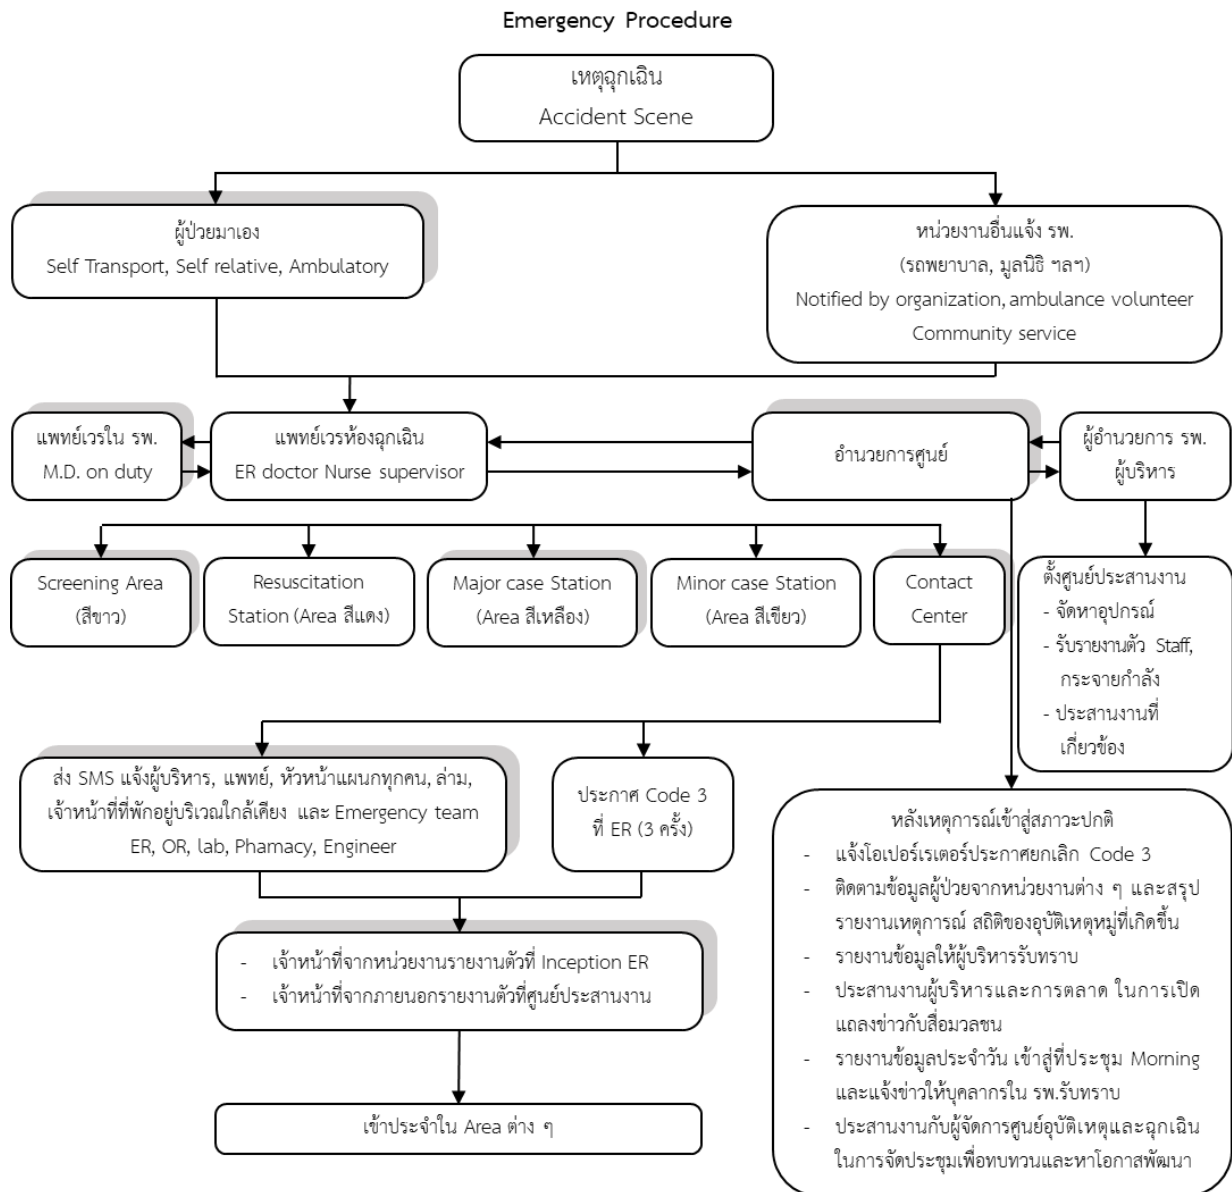 Emergency Procedure
เหตุฉุกเฉิน
Accident Scene
ผู้ป่วยมาเอง
Self Transport, Self relative, Ambulatory
หน่วยงานอื่นแจ้ง รพ.
(รถพยาบาล, มูลนิธิ ฯลฯ)
Notified by organization, ambulance volunteer
Community service
แพทย์เวรใน รพ.
M.D. on duty
แพทย์เวรห้องฉุกเฉิน
ER doctor Nurse supervisor
อำนวยการศูนย์
ผู้อำนวยการ รพ.
ผู้บริหาร
Screening Area
(สีขาว)
Resuscitation
Station (Area สีแดง)
Major case Station
(Area สีเหลือง)
Minor case Station
(Area สีเขียว)
Contact
Center
ตั้งศูนย์ประสานงาน
- จัดหาอุปกรณ์
- รับรายงานตัว Staff,
กระจายกำลัง
- ประสานงานที่
เกี่ยวข้อง
ส่ง SMS แจ้งผู้บริหาร, แพทย์, หัวหน้าแผนกทุกคน, ล่าม,
เจ้าหน้าที่ที่พักอยู่บริเวณใกล้เคียง และ Emergency team
ER, OR, lab, Phamacy, Engineer
ประกาศ Code 3
ที่ ER (3 ครั้ง)
- เจ้าหน้าที่จากหน่วยงานรายงานตัวที่ Inception ER
- เจ้าหน้าที่จากภายนอกรายงานตัวที่ศูนย์ประสานงาน
เข้าประจำใน Area ต่าง ๆ
หลังเหตุการณ์เข้าสู่สภาวะปกติ
- แจ้งโอเปอร์เรเตอร์ประกาศยกเลิก Code 3
- ติดตามข้อมูลผู้ป่วยจากหน่วยงานต่าง ๆ และสรุป
รายงานเหตุการณ์ สถิติของอุบัติเหตุหมู่ที่เกิดขึ้น
- รายงานข้อมูลให้ผู้บริหารรับทราบ
- ประสานงานผู้บริหารและการตลาด ในการเปิด
แถลงข่าวกับสื่อมวลชน
- รายงานข้อมูลประจำวัน เข้าสู่ที่ประชุม Morning
และแจ้งข่าวให้บุคลากรใน รพ.รับทราบ
- ประสานงานกับผู้จัดการศูนย์อุบัติเหตุและฉุกเฉิน
ในการจัดประชุมเพื่อทบทวนและหาโอกาสพัฒนา